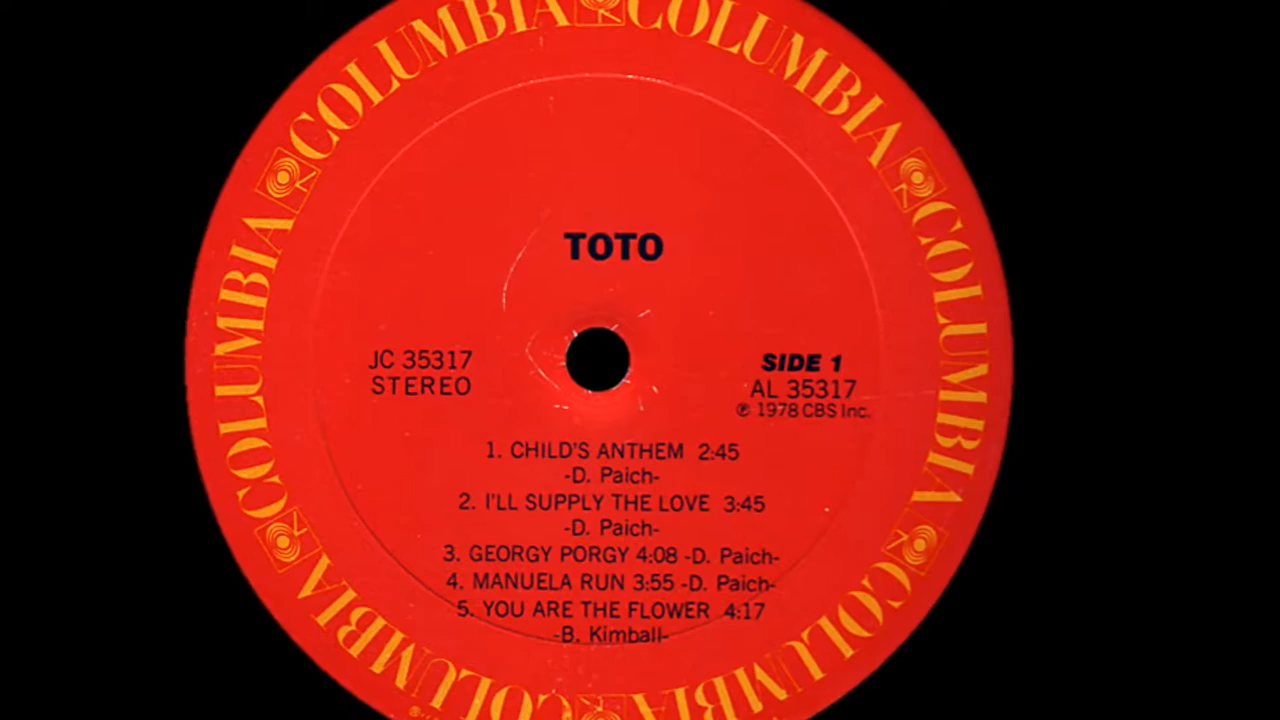 COLUMBIA COLUMBIA COLUMBIA COLUMBIA COLUMBIA COLUMBIA COLUMBIA COLUMBIA
TOTO
JC 35317
STEREO
SIDE 1
AL 35317
℗ 1978 CBS Inc.
1. CHILD'S ANTHEM 2:45
-D. Paich-
2. I'LL SUPPLY THE LOVE 3:45
-D. Paich-
3. GEORGY PORGY 4:08 -D. Paich-
4. MANUELA RUN 3:55 -D. Paich-
5. YOU ARE THE FLOWER 4:17
-B. Kimball-